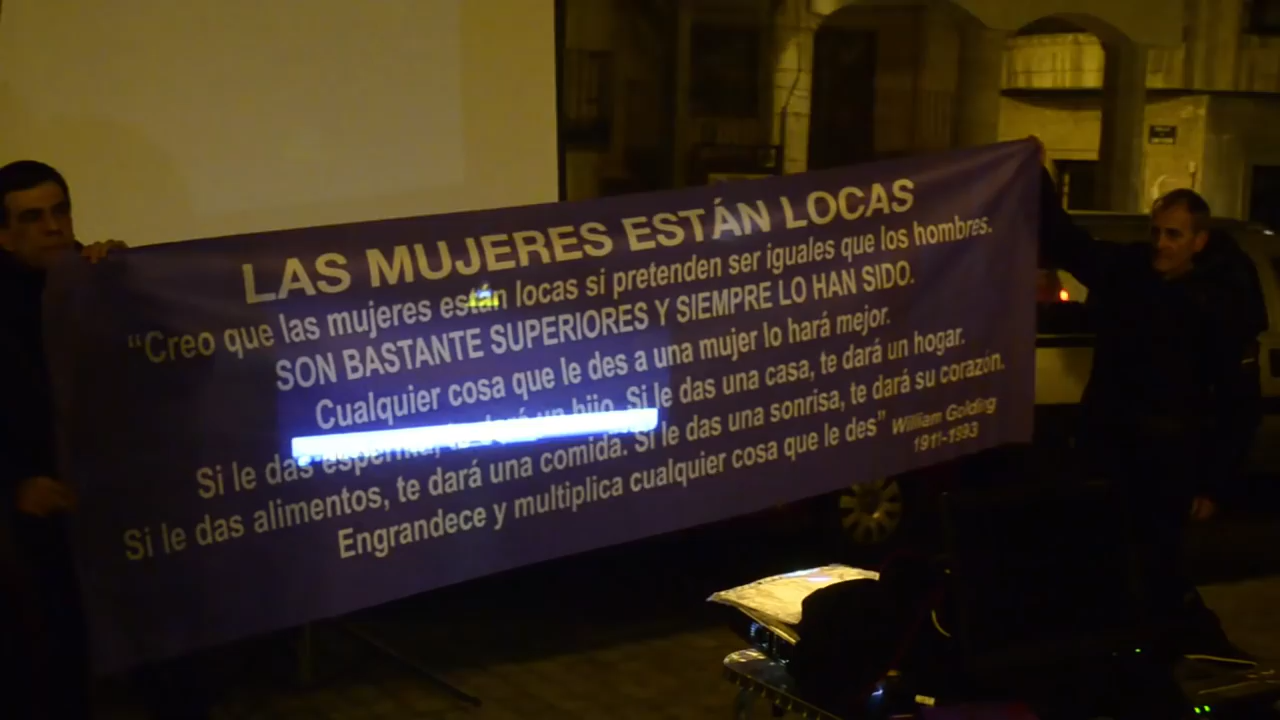 LAS MUJERES ESTÁN LOCAS
“Creo que las mujeres están locas si pretenden ser iguales que los hombres.
SON BASTANTE SUPERIORES Y SIEMPRE LO HAN SIDO.
Cualquier cosa que le des a una mujer lo hará mejor.
Si le das esperma, te dará un hijo. Si le das una casa, te dará un hogar.
Si le das alimentos, te dará una comida. Si le das una sonrisa, te dará su corazón.
Engrandece y multiplica cualquier cosa que le des”
William Golding
1911-1993